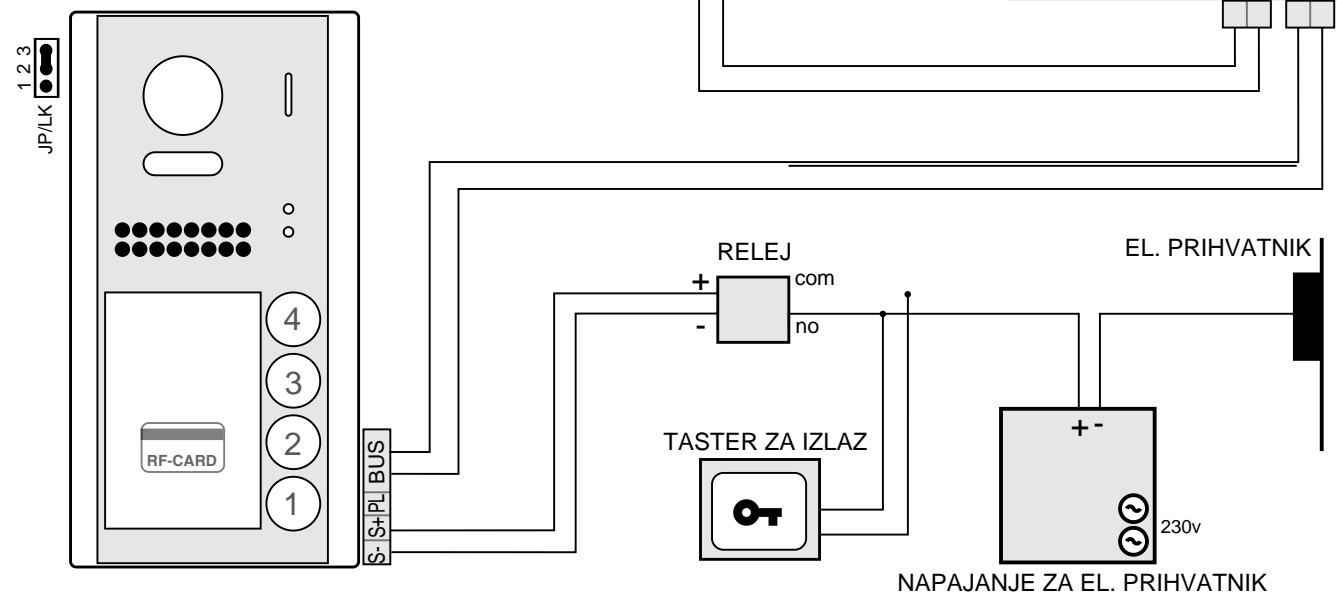 1 2 3
JP/LK
RELEJ
EL. PRIHVATNIK
+ com
- no
4
3
2
1
RF-CARD
BUS
PL
S+
S-
TASTER ZA IZLAZ
+ -
230v
NAPAJANJE ZA EL. PRIHVATNIK